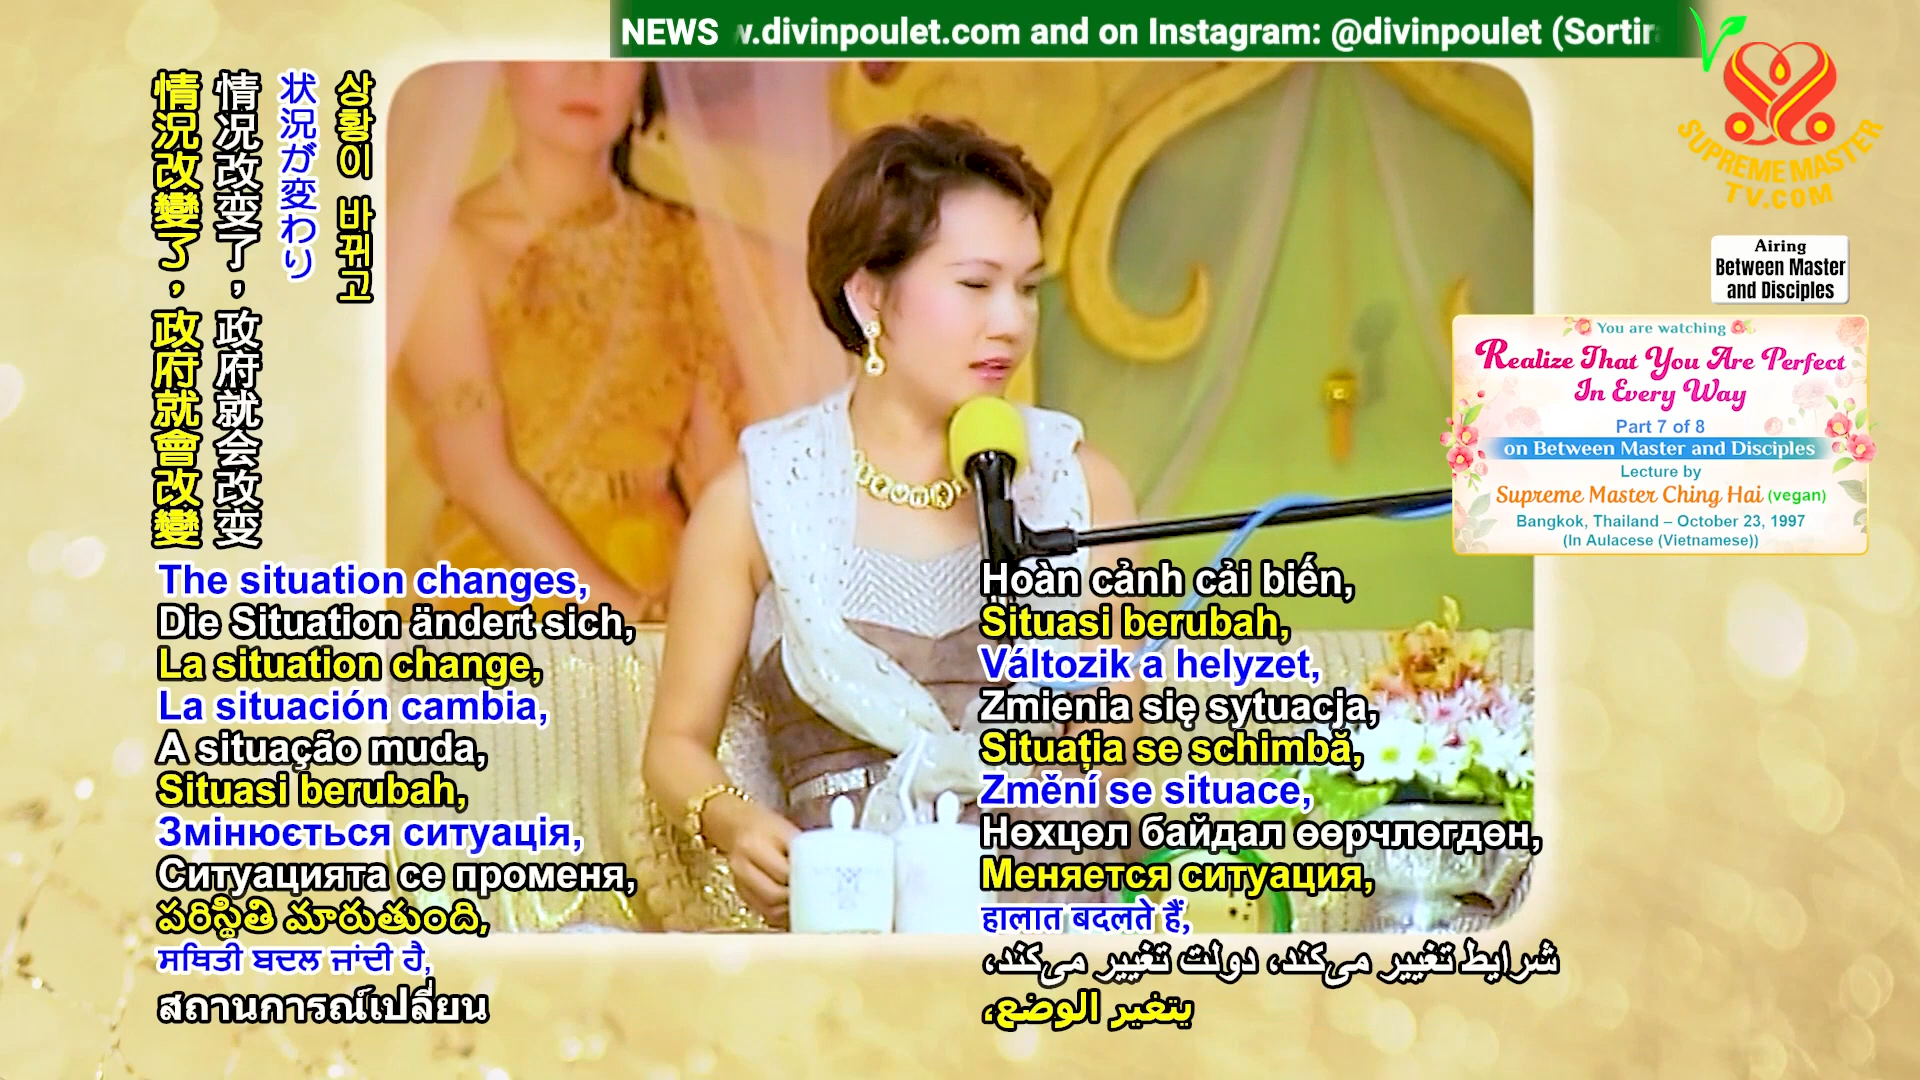 NEWS .divinpoulet.com and on Instagram: @divinpoulet
SUPREME MASTER
TV.COM
Airing
Between Master
and Disciples
You are watching
Realize That You Are Perfect
In Every Way
Part 7 of 8
on Between Master and Disciples
Lecture by
Supreme Master Ching Hai (vegan)
Bangkok, Thailand – October 23, 1997
(In Aulacese (Vietnamese))
情況改變了，政府就會改變
情况改变了，政府就会改变
状況が変わり
상황이 바뀌고
The situation changes,
Die Situation ändert sich,
La situation change,
La situación cambia,
A situação muda,
Situasi berubah,
Змінюється ситуація,
Ситуацията се променя,
పరిస్థితి మారుతుంది,
ਸਥਿਤੀ ਬਦਲ ਜਾਂਦੀ ਹੈ,
สถานการณ์เปลี่ยน
Hoàn cảnh cải biến,
Situasi berubah,
Változik a helyzet,
Zmienia się sytuacja,
Situația se schimbă,
Změní se situace,
Нөхцөл байдал өөрчлөгдөн,
Меняется ситуация,
हालात बदलते हैं,
شرایط تغییر می‌کند، دولت تغییر می‌کند،
يتغير الوضع،